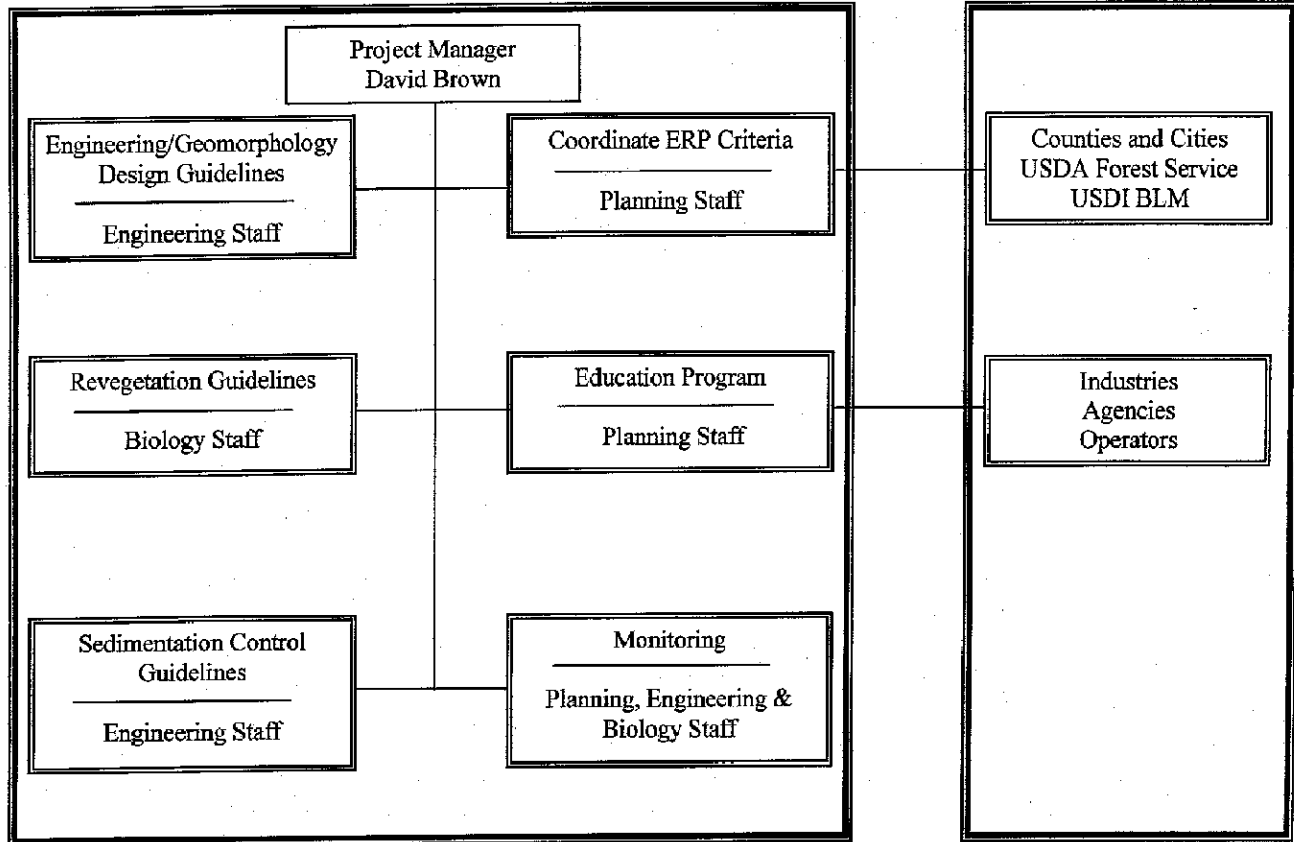 Project Manager
David Brown
Engineering/Geomorphology
Design Guidelines
Engineering Staff
Coordinate ERP Criteria
Planning Staff
Counties and Cities
USDA Forest Service
USDI BLM
Revegetation Guidelines
Biology Staff
Education Program
Planning Staff
Industries
Agencies
Operators
Sedimentation Control
Guidelines
Engineering Staff
Monitoring
Planning, Engineering &
Biology Staff